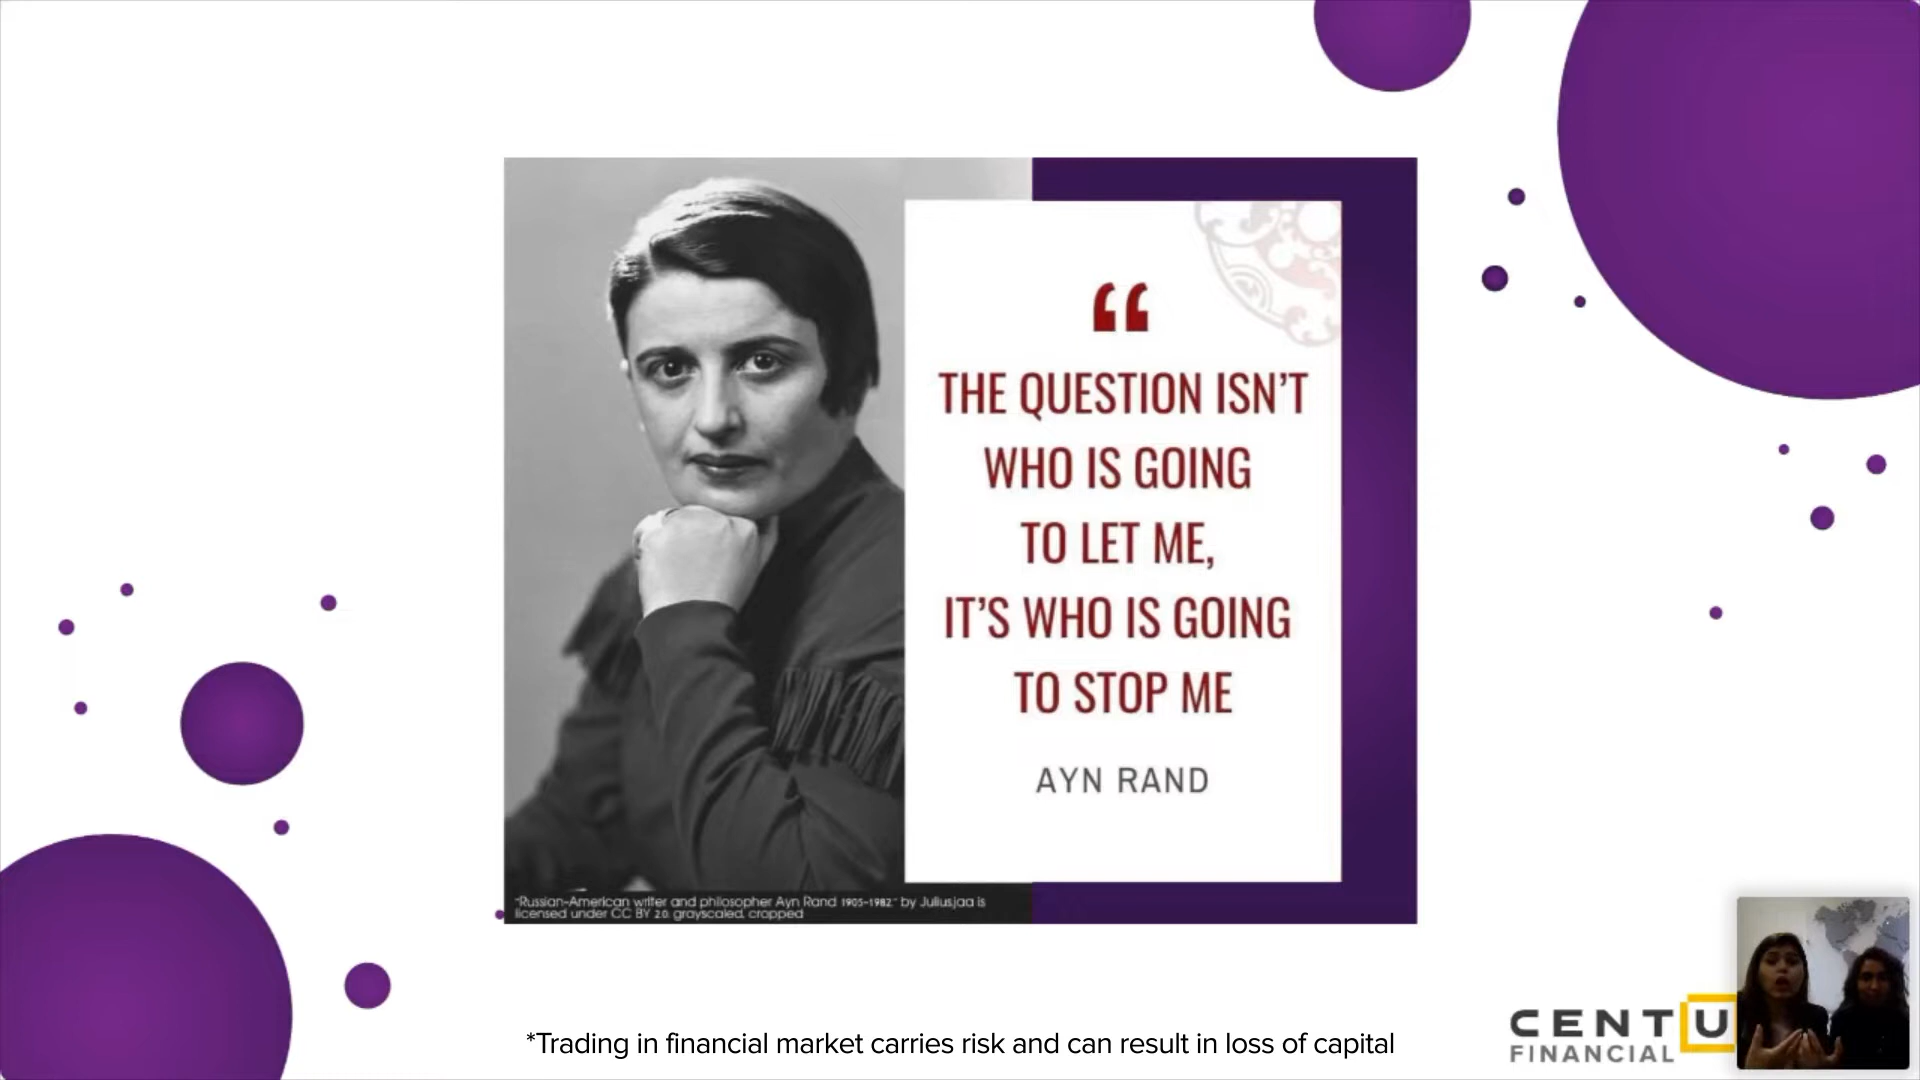 “
THE QUESTION ISN’T
WHO IS GOING
TO LET ME,
IT’S WHO IS GOING
TO STOP ME
AYN RAND
"Russian-American writer and philosopher Ayn Rand 1905-1982." by Julius.jaa is
licensed under CC BY 2.0. grayscaled, cropped
*Trading in financial market carries risk and can result in loss of capital
CENTU
FINANCIAL